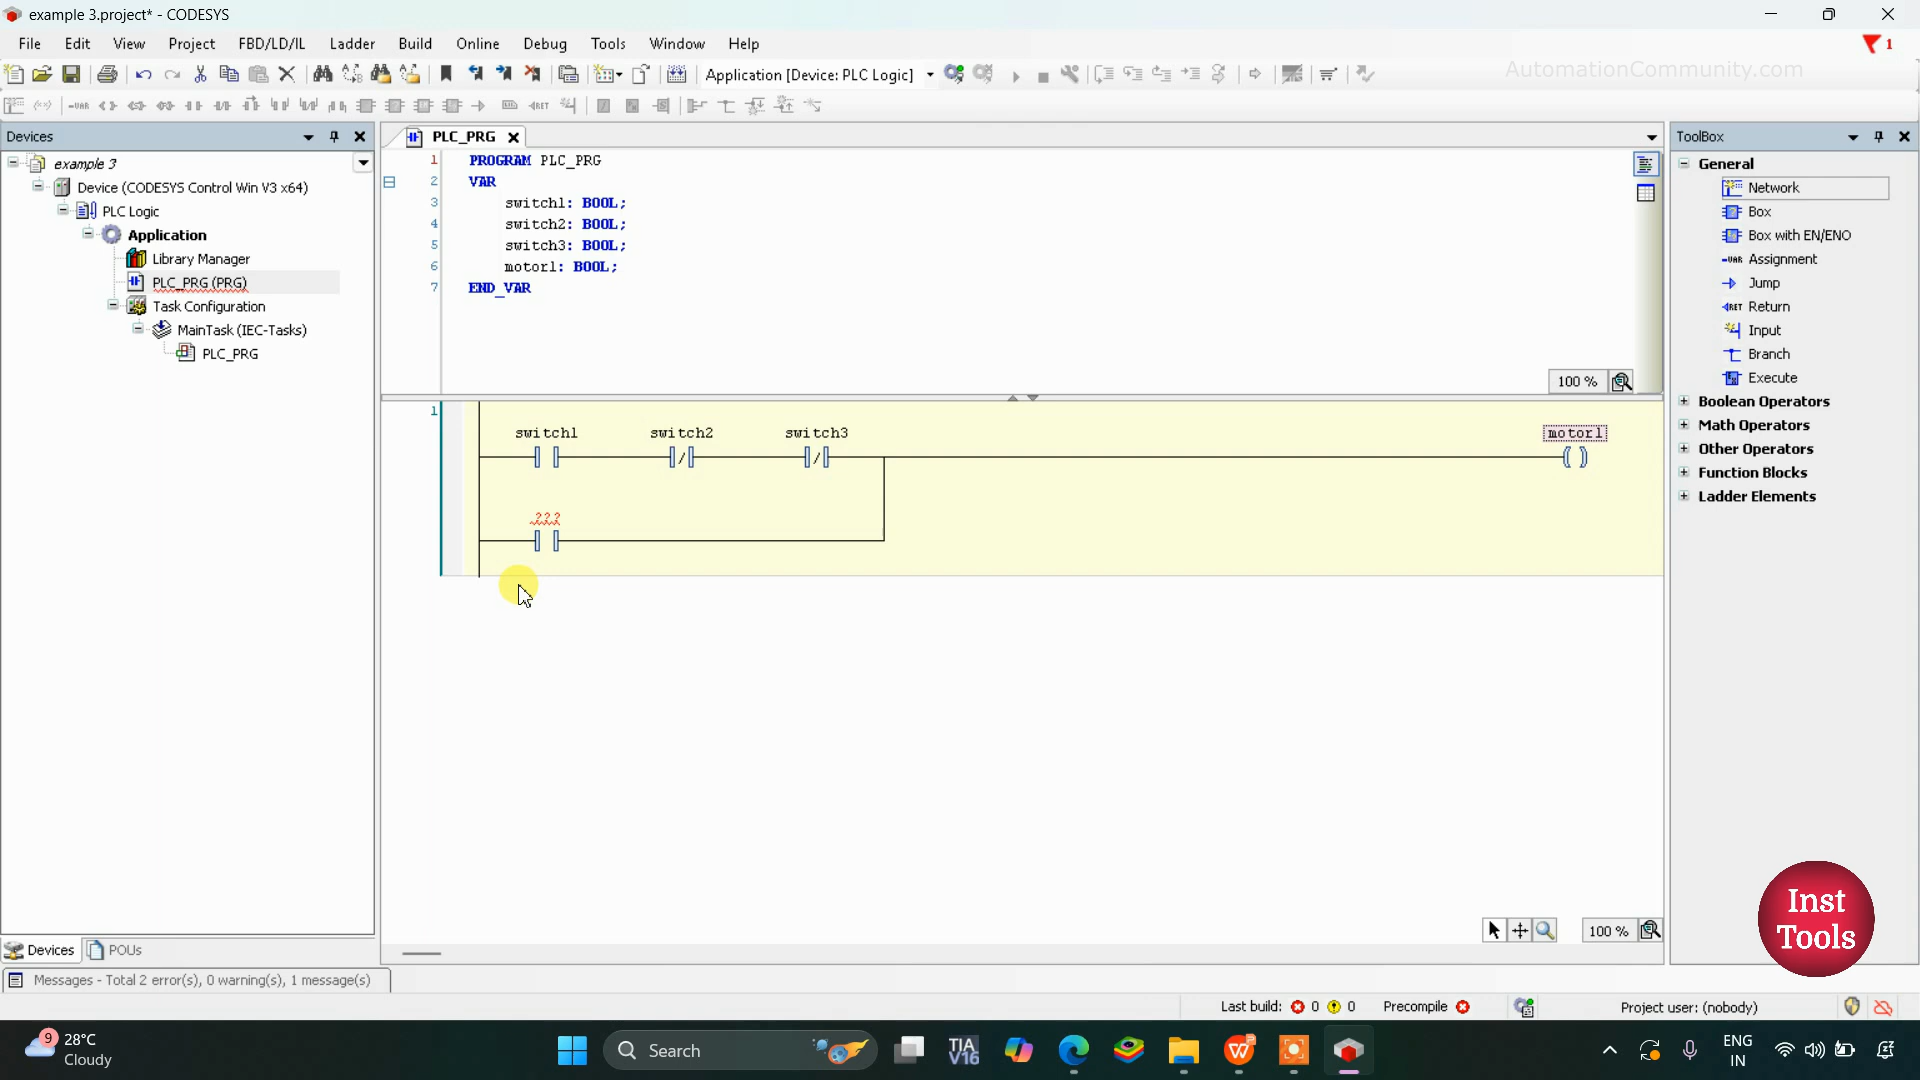 example 3.project* - CODESYS
File Edit View Project FBD/LD/IL Ladder Build Online Debug Tools Window Help
1
Application [Device: PLC Logic]
AutomationCommunity.com
Devices
example 3
Device (CODESYS Control Win V3 x64)
PLC Logic
Application
Library Manager
PLC_PRG (PRG)
Task Configuration
MainTask (IEC-Tasks)
PLC_PRG
PLC_PRG
1 PROGRAM PLC_PRG
2 VAR
3 switch1: BOOL;
4 switch2: BOOL;
5 switch3: BOOL;
6 motor1: BOOL;
7 END_VAR
100 %
1
switch1 switch2 switch3 motor1
???
100 %
ToolBox
General
Network
Box
Box with EN/ENO
-VAR Assignment
Jump
RET Return
Input
Branch
Execute
Boolean Operators
Math Operators
Other Operators
Function Blocks
Ladder Elements
Inst
Tools
Devices POUs
Messages - Total 2 error(s), 0 warning(s), 1 message(s)
Last build: 0 0 Precompile Project user: (nobody)
9
28°C
Cloudy
Search
TIA
V16
ENG
IN